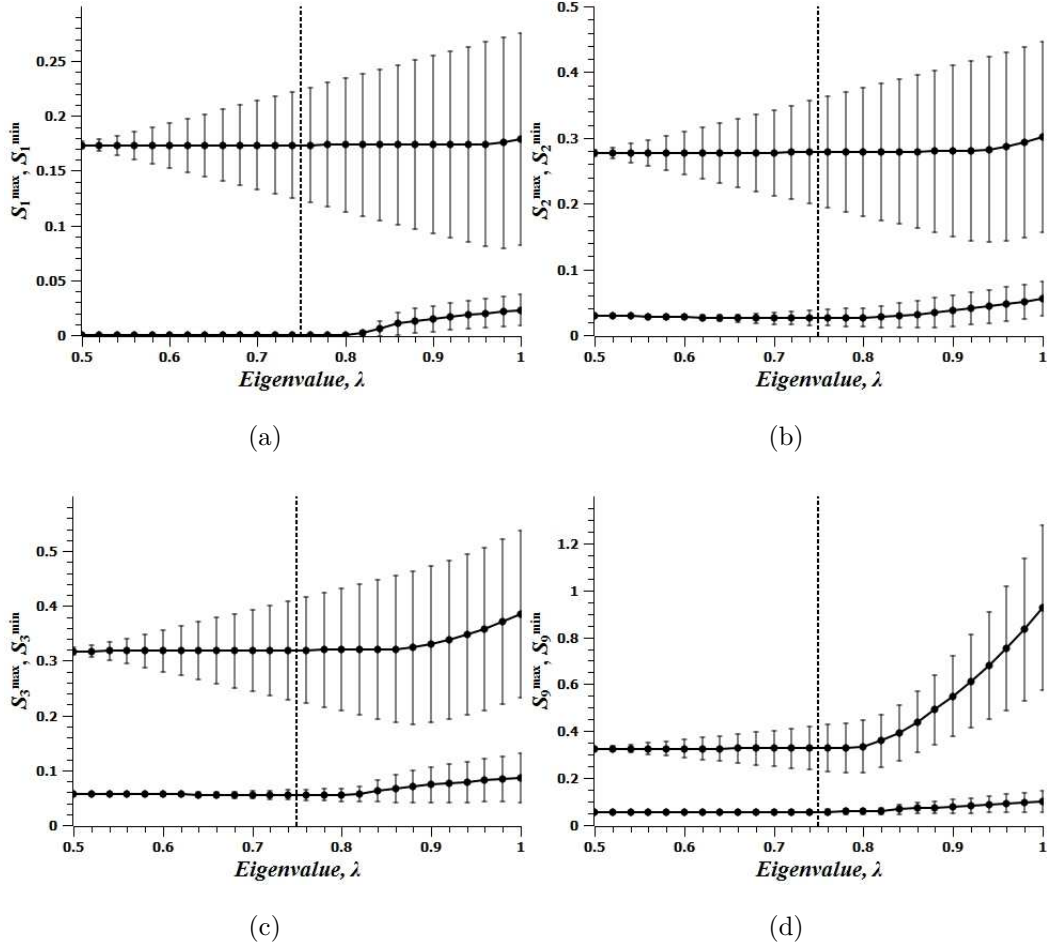 0.25
0.2
0.15
0.1
0.05
0
S₁ᵐᵃˣ, S₁ᵐⁱⁿ
0.5 0.6 0.7 0.8 0.9 1
Eigenvalue, λ
(a)
0.5
0.4
0.3
0.2
0.1
0
S₂ᵐᵃˣ, S₂ᵐⁱⁿ
0.5 0.6 0.7 0.8 0.9 1
Eigenvalue, λ
(b)
0.5
0.4
0.3
0.2
0.1
0
S₃ᵐᵃˣ, S₃ᵐⁱⁿ
0.5 0.6 0.7 0.8 0.9 1
Eigenvalue, λ
(c)
1.2
1
0.8
0.6
0.4
0.2
0
S₉ᵐᵃˣ, S₉ᵐⁱⁿ
0.5 0.6 0.7 0.8 0.9 1
Eigenvalue, λ
(d)